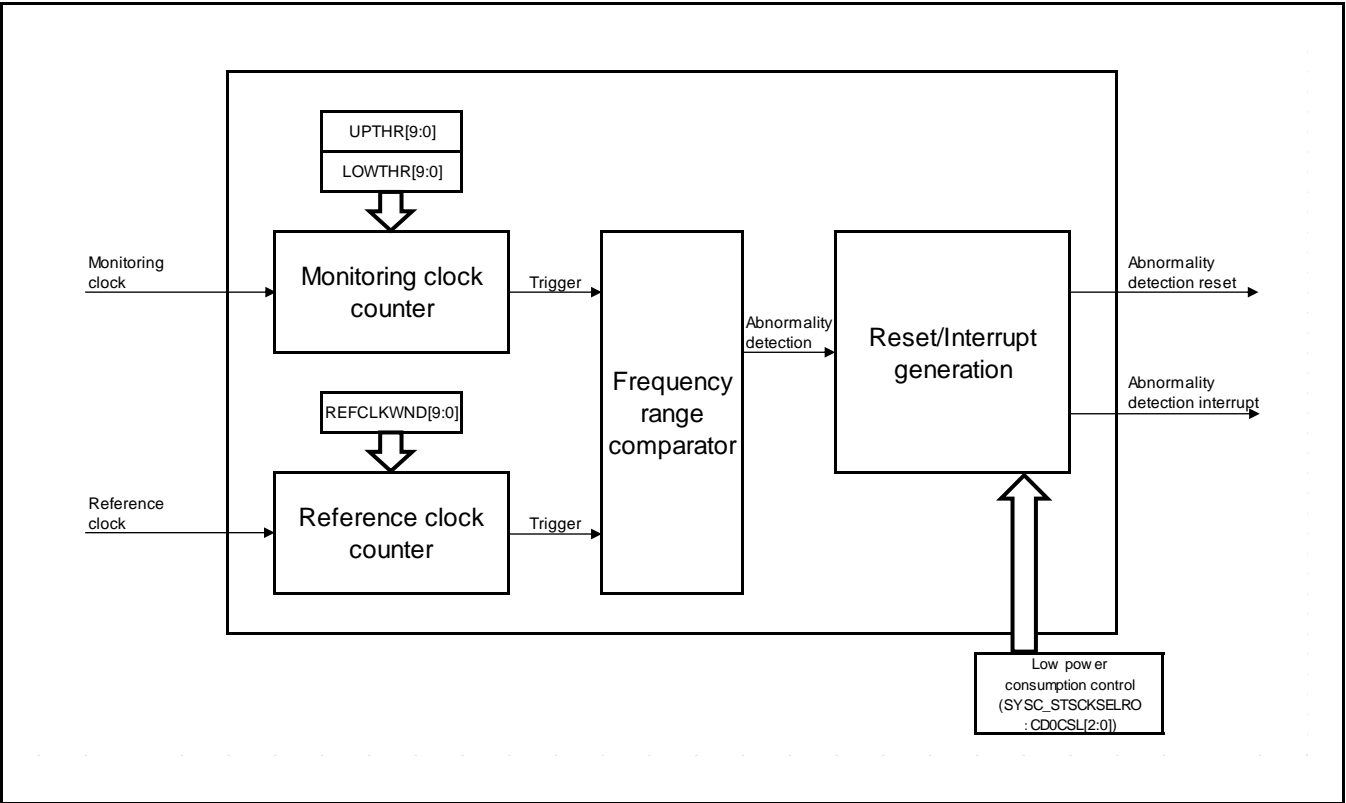 UPTHR[9:0]
LOWTHR[9:0]
Monitoring
clock
Monitoring clock
counter
Trigger
REFCLKWND[9:0]
Reference
clock
Reference clock
counter
Trigger
Frequency
range
comparator
Abnormality
detection
Reset/Interrupt
generation
Abnormality
detection reset
Abnormality
detection interrupt
Low power
consumption control
(SYSC_STSCKSELRO
: CD0CSL[2:0])